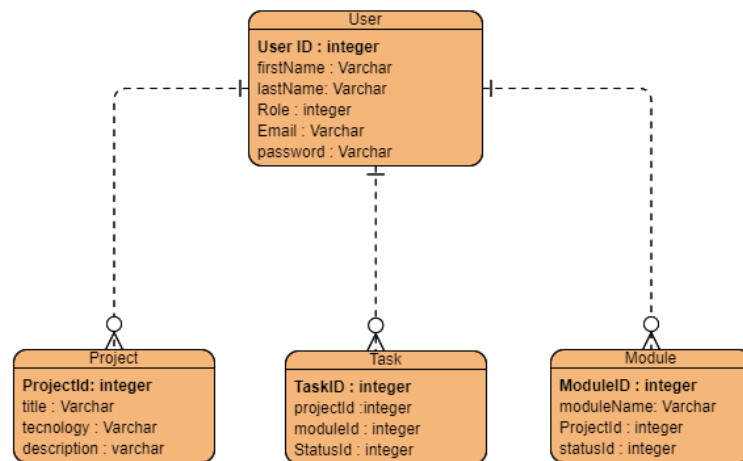 User
User ID : integer
firstName : Varchar
lastName: Varchar
Role : integer
Email : Varchar
password : Varchar
Project
ProjectId: integer
title : Varchar
tecnology : Varchar
description : varchar
Task
TaskID : integer
projectId :integer
moduleId : integer
StatusId : integer
Module
ModuleID : integer
moduleName: Varchar
ProjectId : integer
statusId : integer